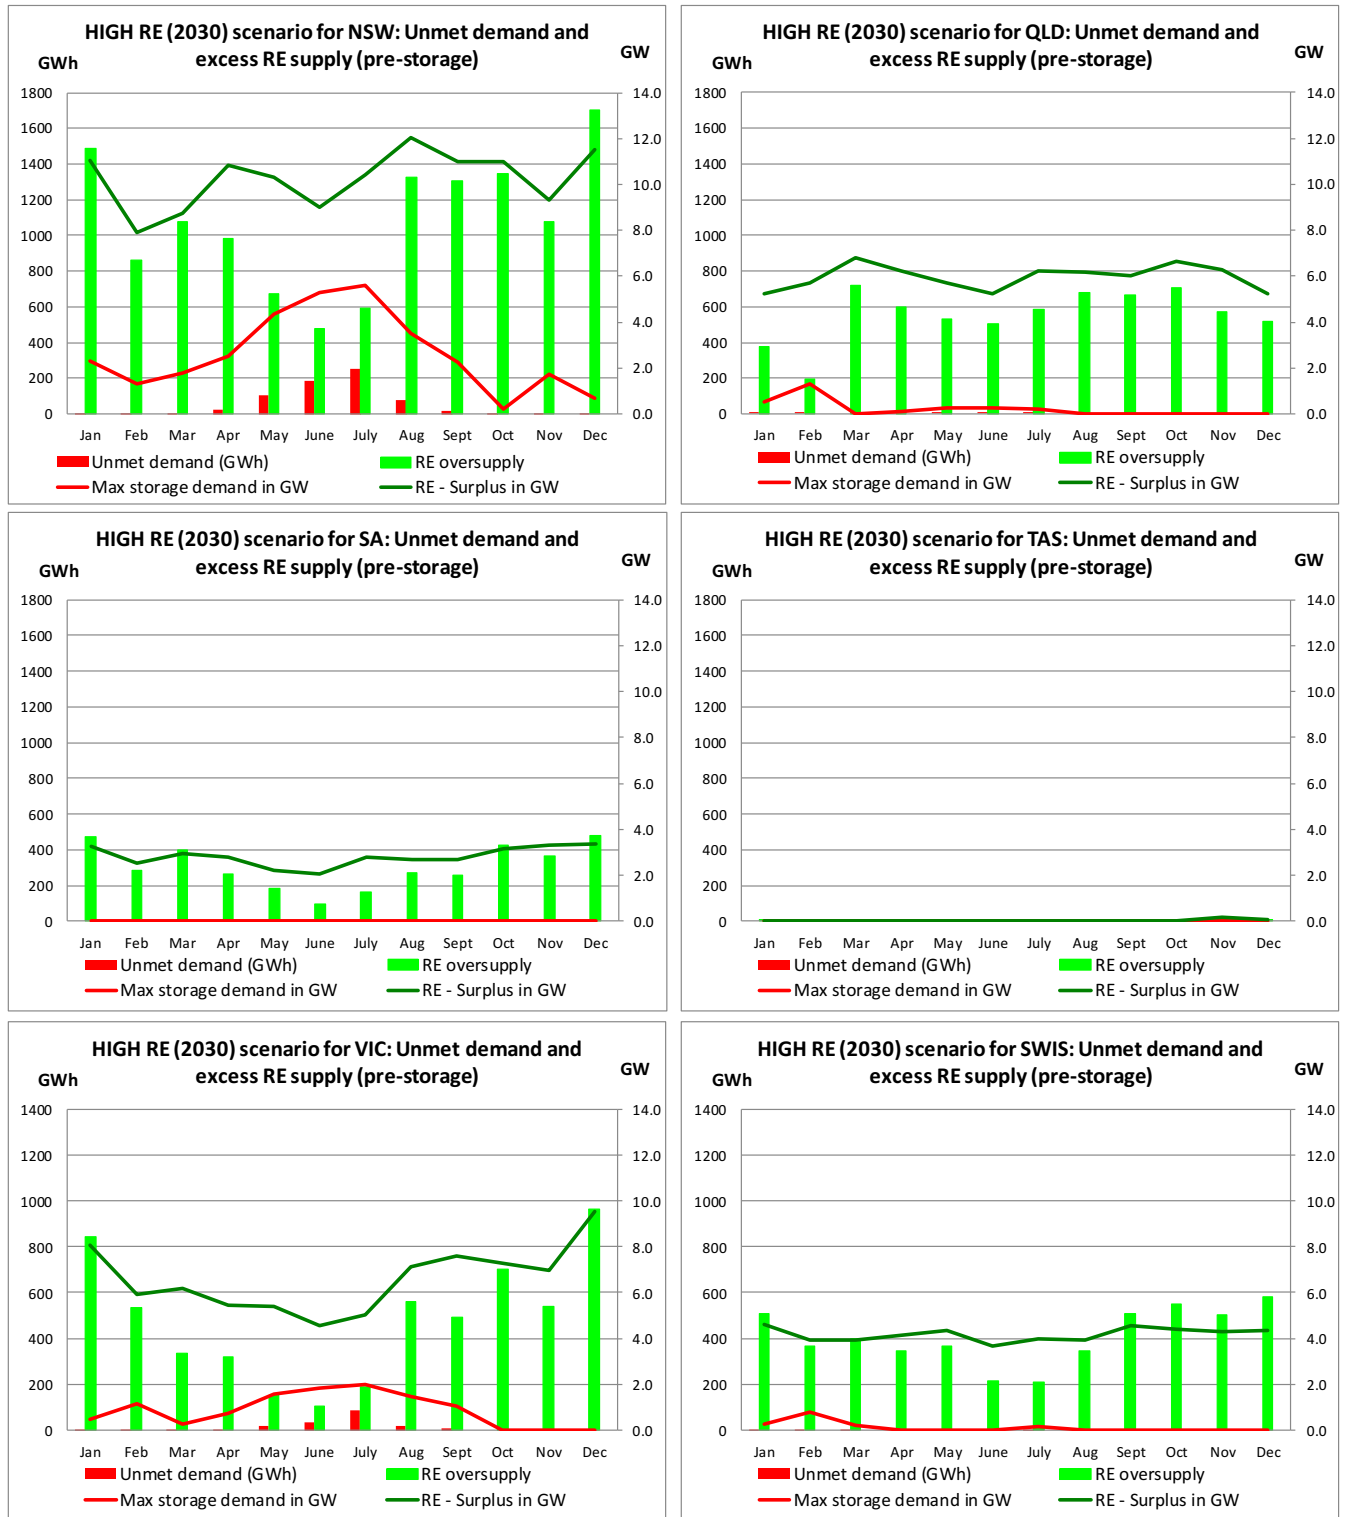 HIGH RE (2030) scenario for NSW: Unmet demand and
excess RE supply (pre-storage)
GWh
GW
1800
1600
1400
1200
1000
800
600
400
200
0
14.0
12.0
10.0
8.0
6.0
4.0
2.0
0.0
Jan Feb Mar Apr May June July Aug Sept Oct Nov Dec
Unmet demand (GWh) RE oversupply
Max storage demand in GW RE - Surplus in GW
HIGH RE (2030) scenario for QLD: Unmet demand and
excess RE supply (pre-storage)
GWh
GW
1800
1600
1400
1200
1000
800
600
400
200
0
14.0
12.0
10.0
8.0
6.0
4.0
2.0
0.0
Jan Feb Mar Apr May June July Aug Sept Oct Nov Dec
Unmet demand (GWh) RE oversupply
Max storage demand in GW RE - Surplus in GW
HIGH RE (2030) scenario for SA: Unmet demand and
excess RE supply (pre-storage)
GWh
GW
1800
1600
1400
1200
1000
800
600
400
200
0
14.0
12.0
10.0
8.0
6.0
4.0
2.0
0.0
Jan Feb Mar Apr May June July Aug Sept Oct Nov Dec
Unmet demand (GWh) RE oversupply
Max storage demand in GW RE - Surplus in GW
HIGH RE (2030) scenario for TAS: Unmet demand and
excess RE supply (pre-storage)
GWh
GW
1800
1600
1400
1200
1000
800
600
400
200
0
14.0
12.0
10.0
8.0
6.0
4.0
2.0
0.0
Jan Feb Mar Apr May June July Aug Sept Oct Nov Dec
Unmet demand (GWh) RE oversupply
Max storage demand in GW RE - Surplus in GW
HIGH RE (2030) scenario for VIC: Unmet demand and
excess RE supply (pre-storage)
GWh
GW
1400
1200
1000
800
600
400
200
0
14.0
12.0
10.0
8.0
6.0
4.0
2.0
0.0
Jan Feb Mar Apr May June July Aug Sept Oct Nov Dec
Unmet demand (GWh) RE oversupply
Max storage demand in GW RE - Surplus in GW
HIGH RE (2030) scenario for SWIS: Unmet demand and
excess RE supply (pre-storage)
GWh
GW
1400
1200
1000
800
600
400
200
0
14.0
12.0
10.0
8.0
6.0
4.0
2.0
0.0
Jan Feb Mar Apr May June July Aug Sept Oct Nov Dec
Unmet demand (GWh) RE oversupply
Max storage demand in GW RE - Surplus in GW